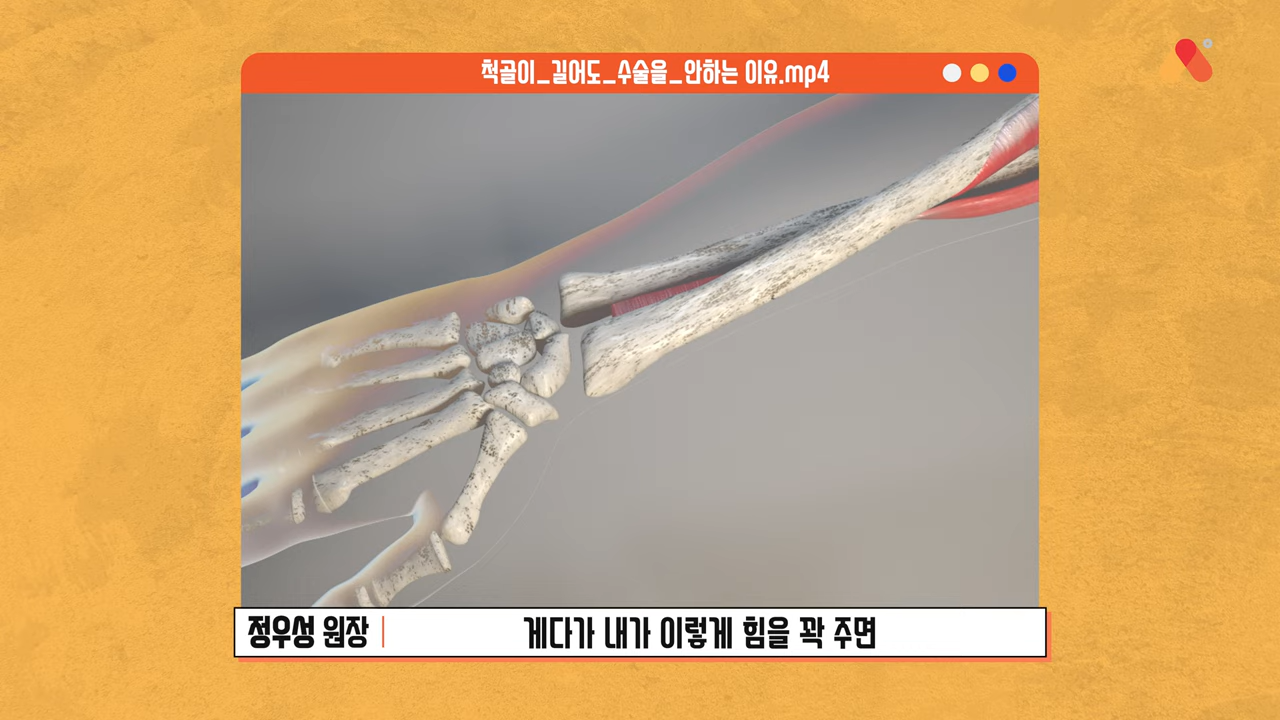 척골이_길어도_수술을_안하는 이유.mp4
정우성 원장
게다가 내가 이렇게 힘을 꽉 주면